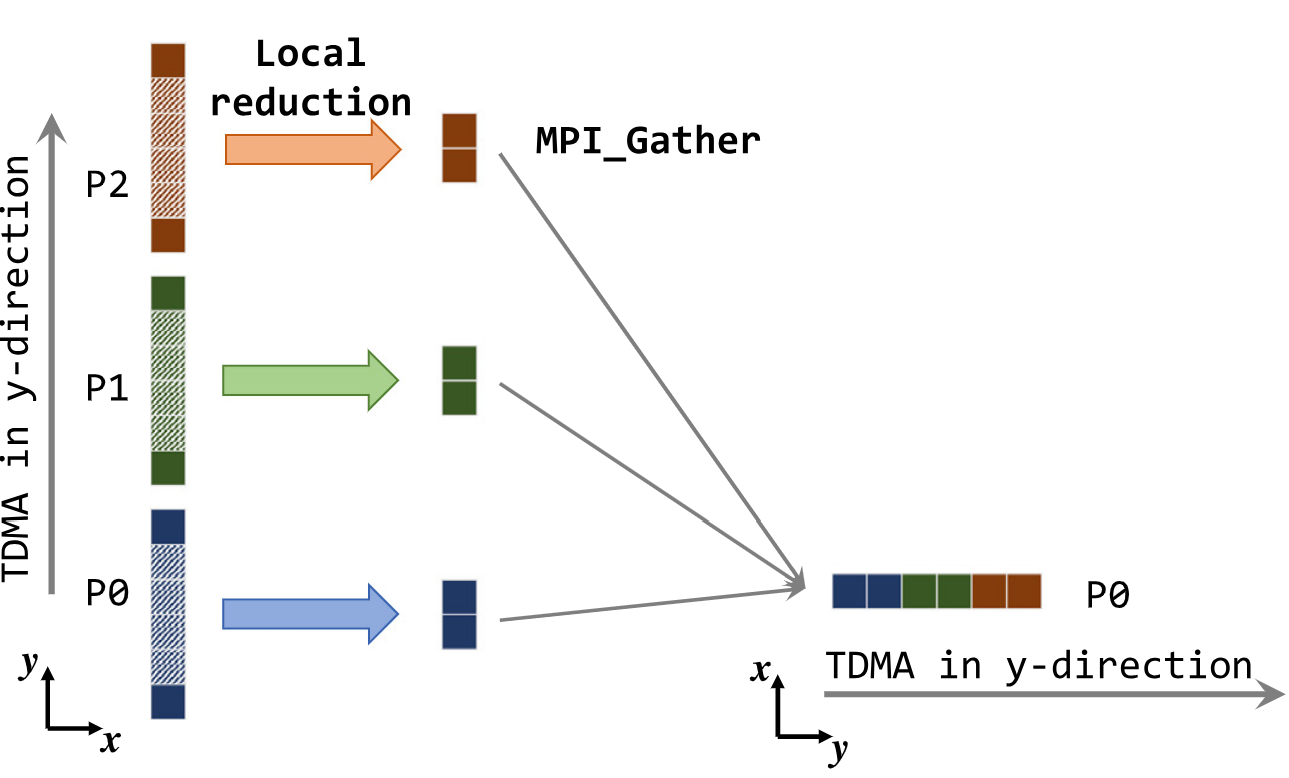 Local
reduction
MPI_Gather
P2
TDMA in y-direction
P1
P0
P0
y
x
TDMA in y-direction
x
y